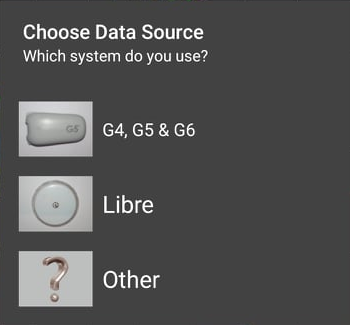 Choose Data Source
Which system do you use?
G5
G4, G5 & G6
Libre
?
Other